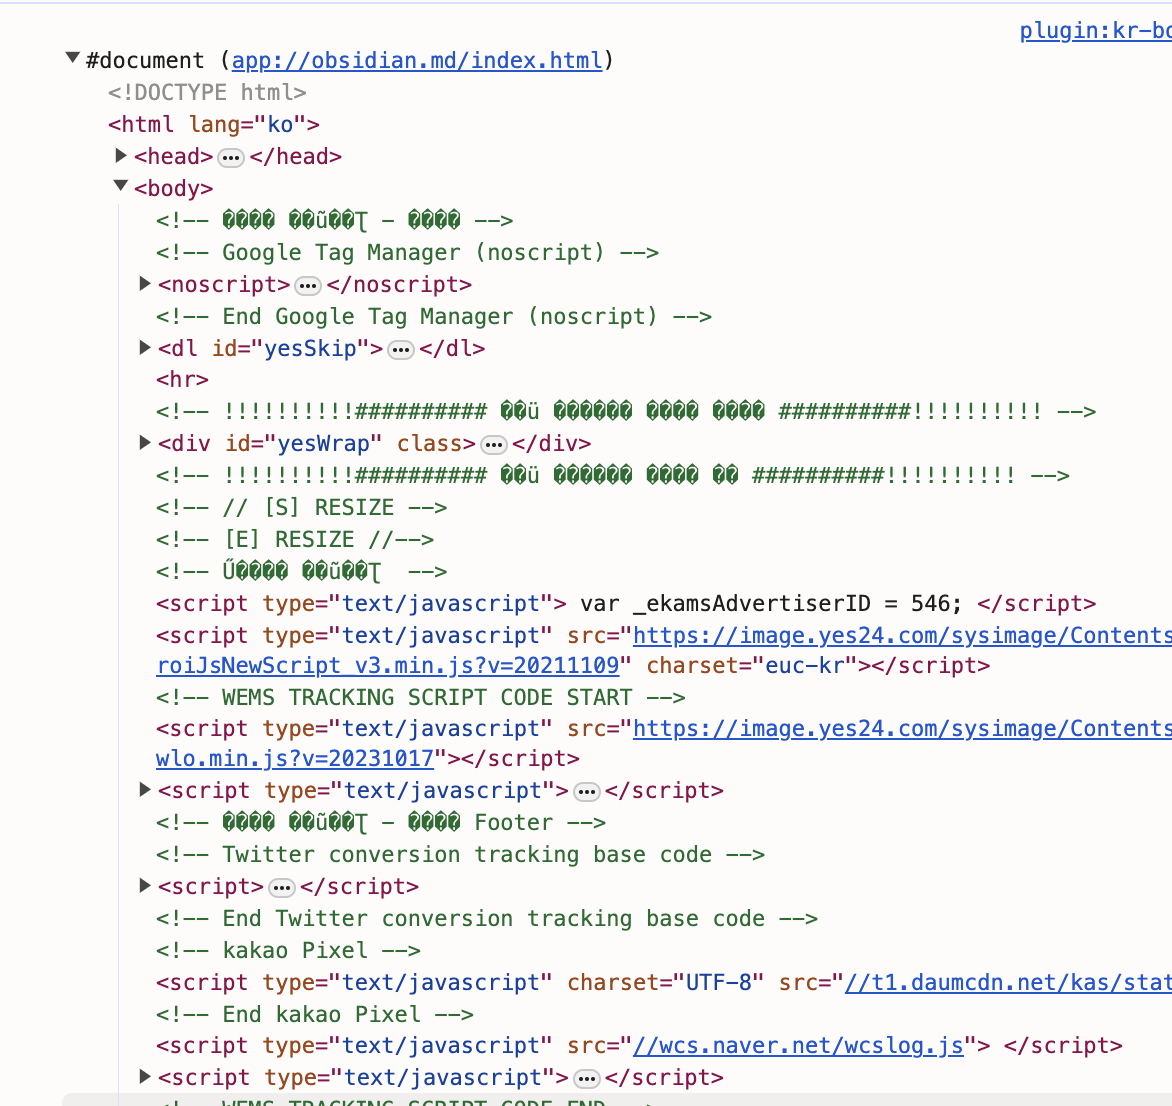 plugin:kr-bo
#document (app://obsidian.md/index.html)
<!DOCTYPE html>
<html lang="ko">
<head>…</head>
<body>
<!-- ���� ��ũ��Ʈ - ���� -->
<!-- Google Tag Manager (noscript) -->
<noscript>…</noscript>
<!-- End Google Tag Manager (noscript) -->
<dl id="yesSkip">…</dl>
<hr>
<!-- !!!!!!!!!!########## ��ü ������ ���� ���� ##########!!!!!!!!!! -->
<div id="yesWrap" class>…</div>
<!-- !!!!!!!!!!########## ��ü ������ ���� �� ##########!!!!!!!!!! -->
<!-- // [S] RESIZE -->
<!-- [E] RESIZE //-->
<!-- Ű���� ��ũ��Ʈ  -->
<script type="text/javascript"> var _ekamsAdvertiserID = 546; </script>
<script type="text/javascript" src="https://image.yes24.com/sysimage/Contents
roiJsNewScript_v3.min.js?v=20211109" charset="euc-kr"></script>
<!-- WEMS TRACKING SCRIPT CODE START -->
<script type="text/javascript" src="https://image.yes24.com/sysimage/Contents
wlo.min.js?v=20231017"></script>
<script type="text/javascript">…</script>
<!-- ���� ��ũ��Ʈ - ���� Footer -->
<!-- Twitter conversion tracking base code -->
<script>…</script>
<!-- End Twitter conversion tracking base code -->
<!-- kakao Pixel -->
<script type="text/javascript" charset="UTF-8" src="//t1.daumcdn.net/kas/stat
<!-- End kakao Pixel -->
<script type="text/javascript" src="//wcs.naver.net/wcslog.js"> </script>
<script type="text/javascript">…</script>
<!-- WEMS TRACKING SCRIPT CODE END -->